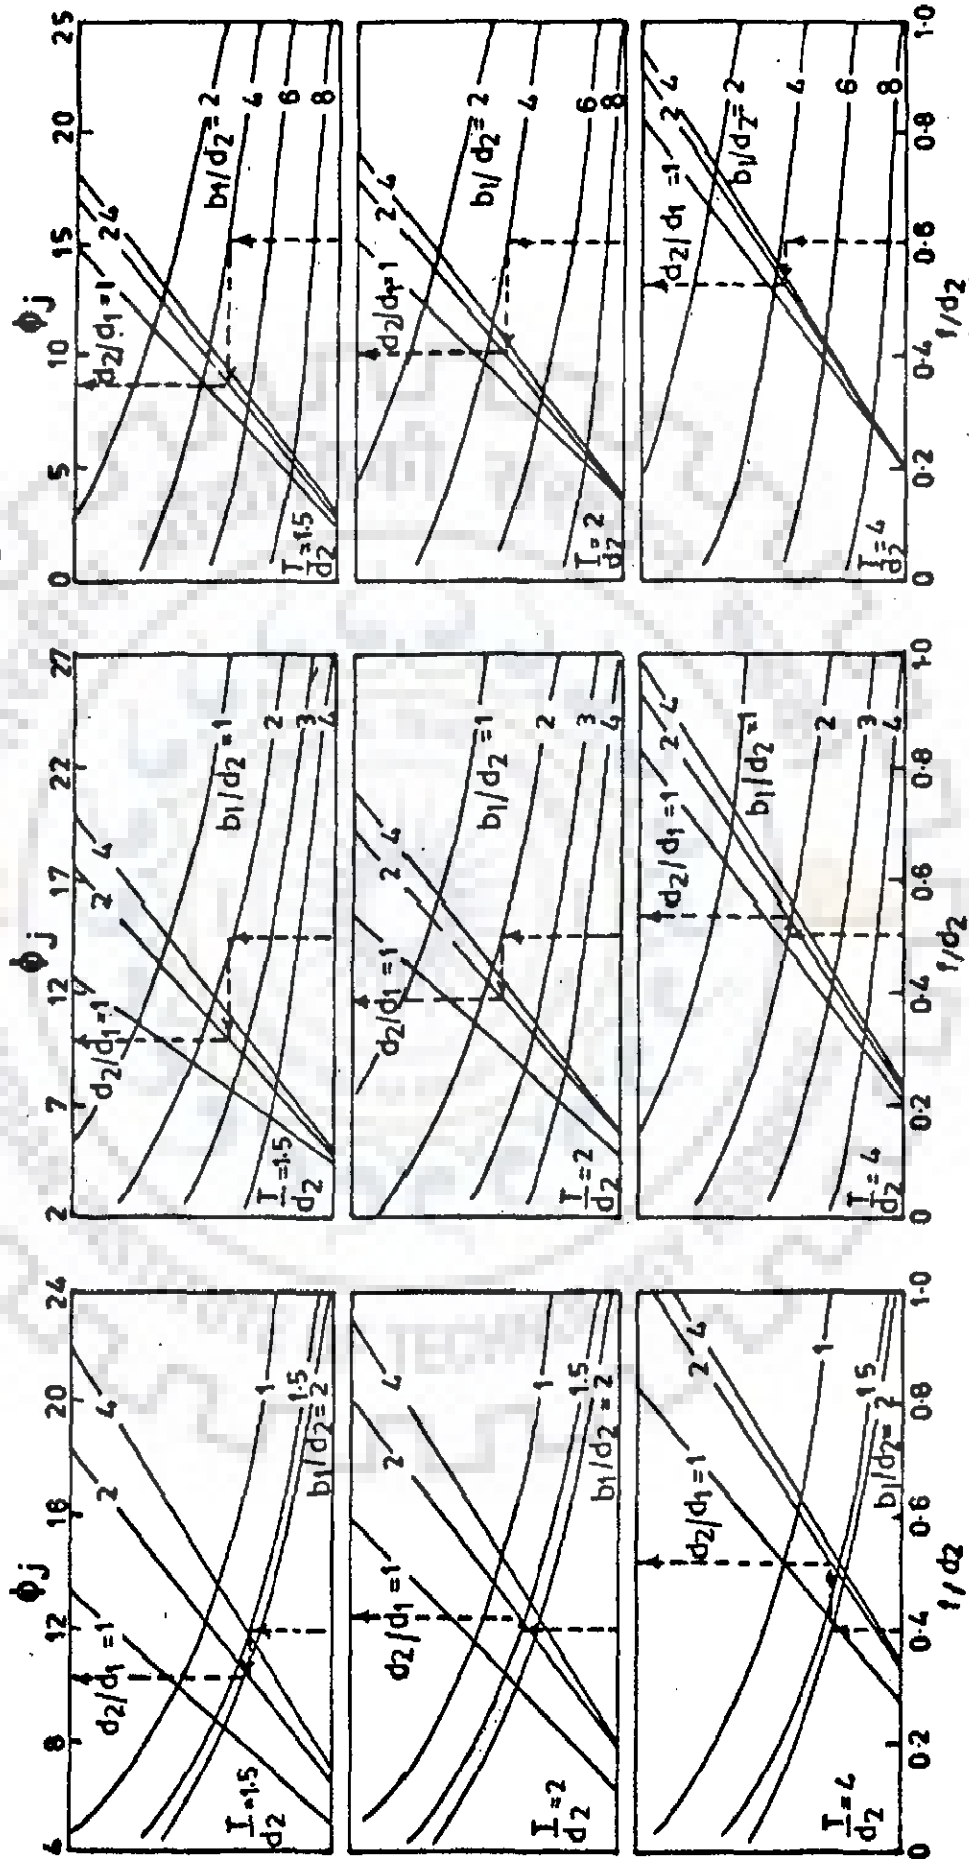 ϕj ϕj ϕj
4 8 12 16 20 24
2 7 12 17 22 27
0 5 10 15 20 25
d2/d1=1 2 4
1
1.5
b1/d2=2
T/d2=1.5
d2/d1=1 2 4
b1/d2=1
2
3
4
T/d2=1.5
d2/d1=1 2 4
b1/d2=2
4
6
8
T/d2=1.5
d2/d1=1 2 4
1
1.5
b1/d2=2
T/d2=2
d2/d1=1 2 4
b1/d2=1
2
3
4
T/d2=2
d2/d1=1 2 4
b1/d2=2
4
6
8
T/d2=2
d2/d1=1 2 4
1
1.5
b1/d2=2
T/d2=4
d2/d1=1 2 4
b1/d2=1
2
3
4
T/d2=4
d2/d1=1 2 4
b1/d2=2
4
6
8
T/d2=4
0 0.2 0.4 0.6 0.8 1.0
0 0.2 0.4 0.6 0.8 1.0
0 0.2 0.4 0.6 0.8 1.0
f/d2 f/d2 f/d2